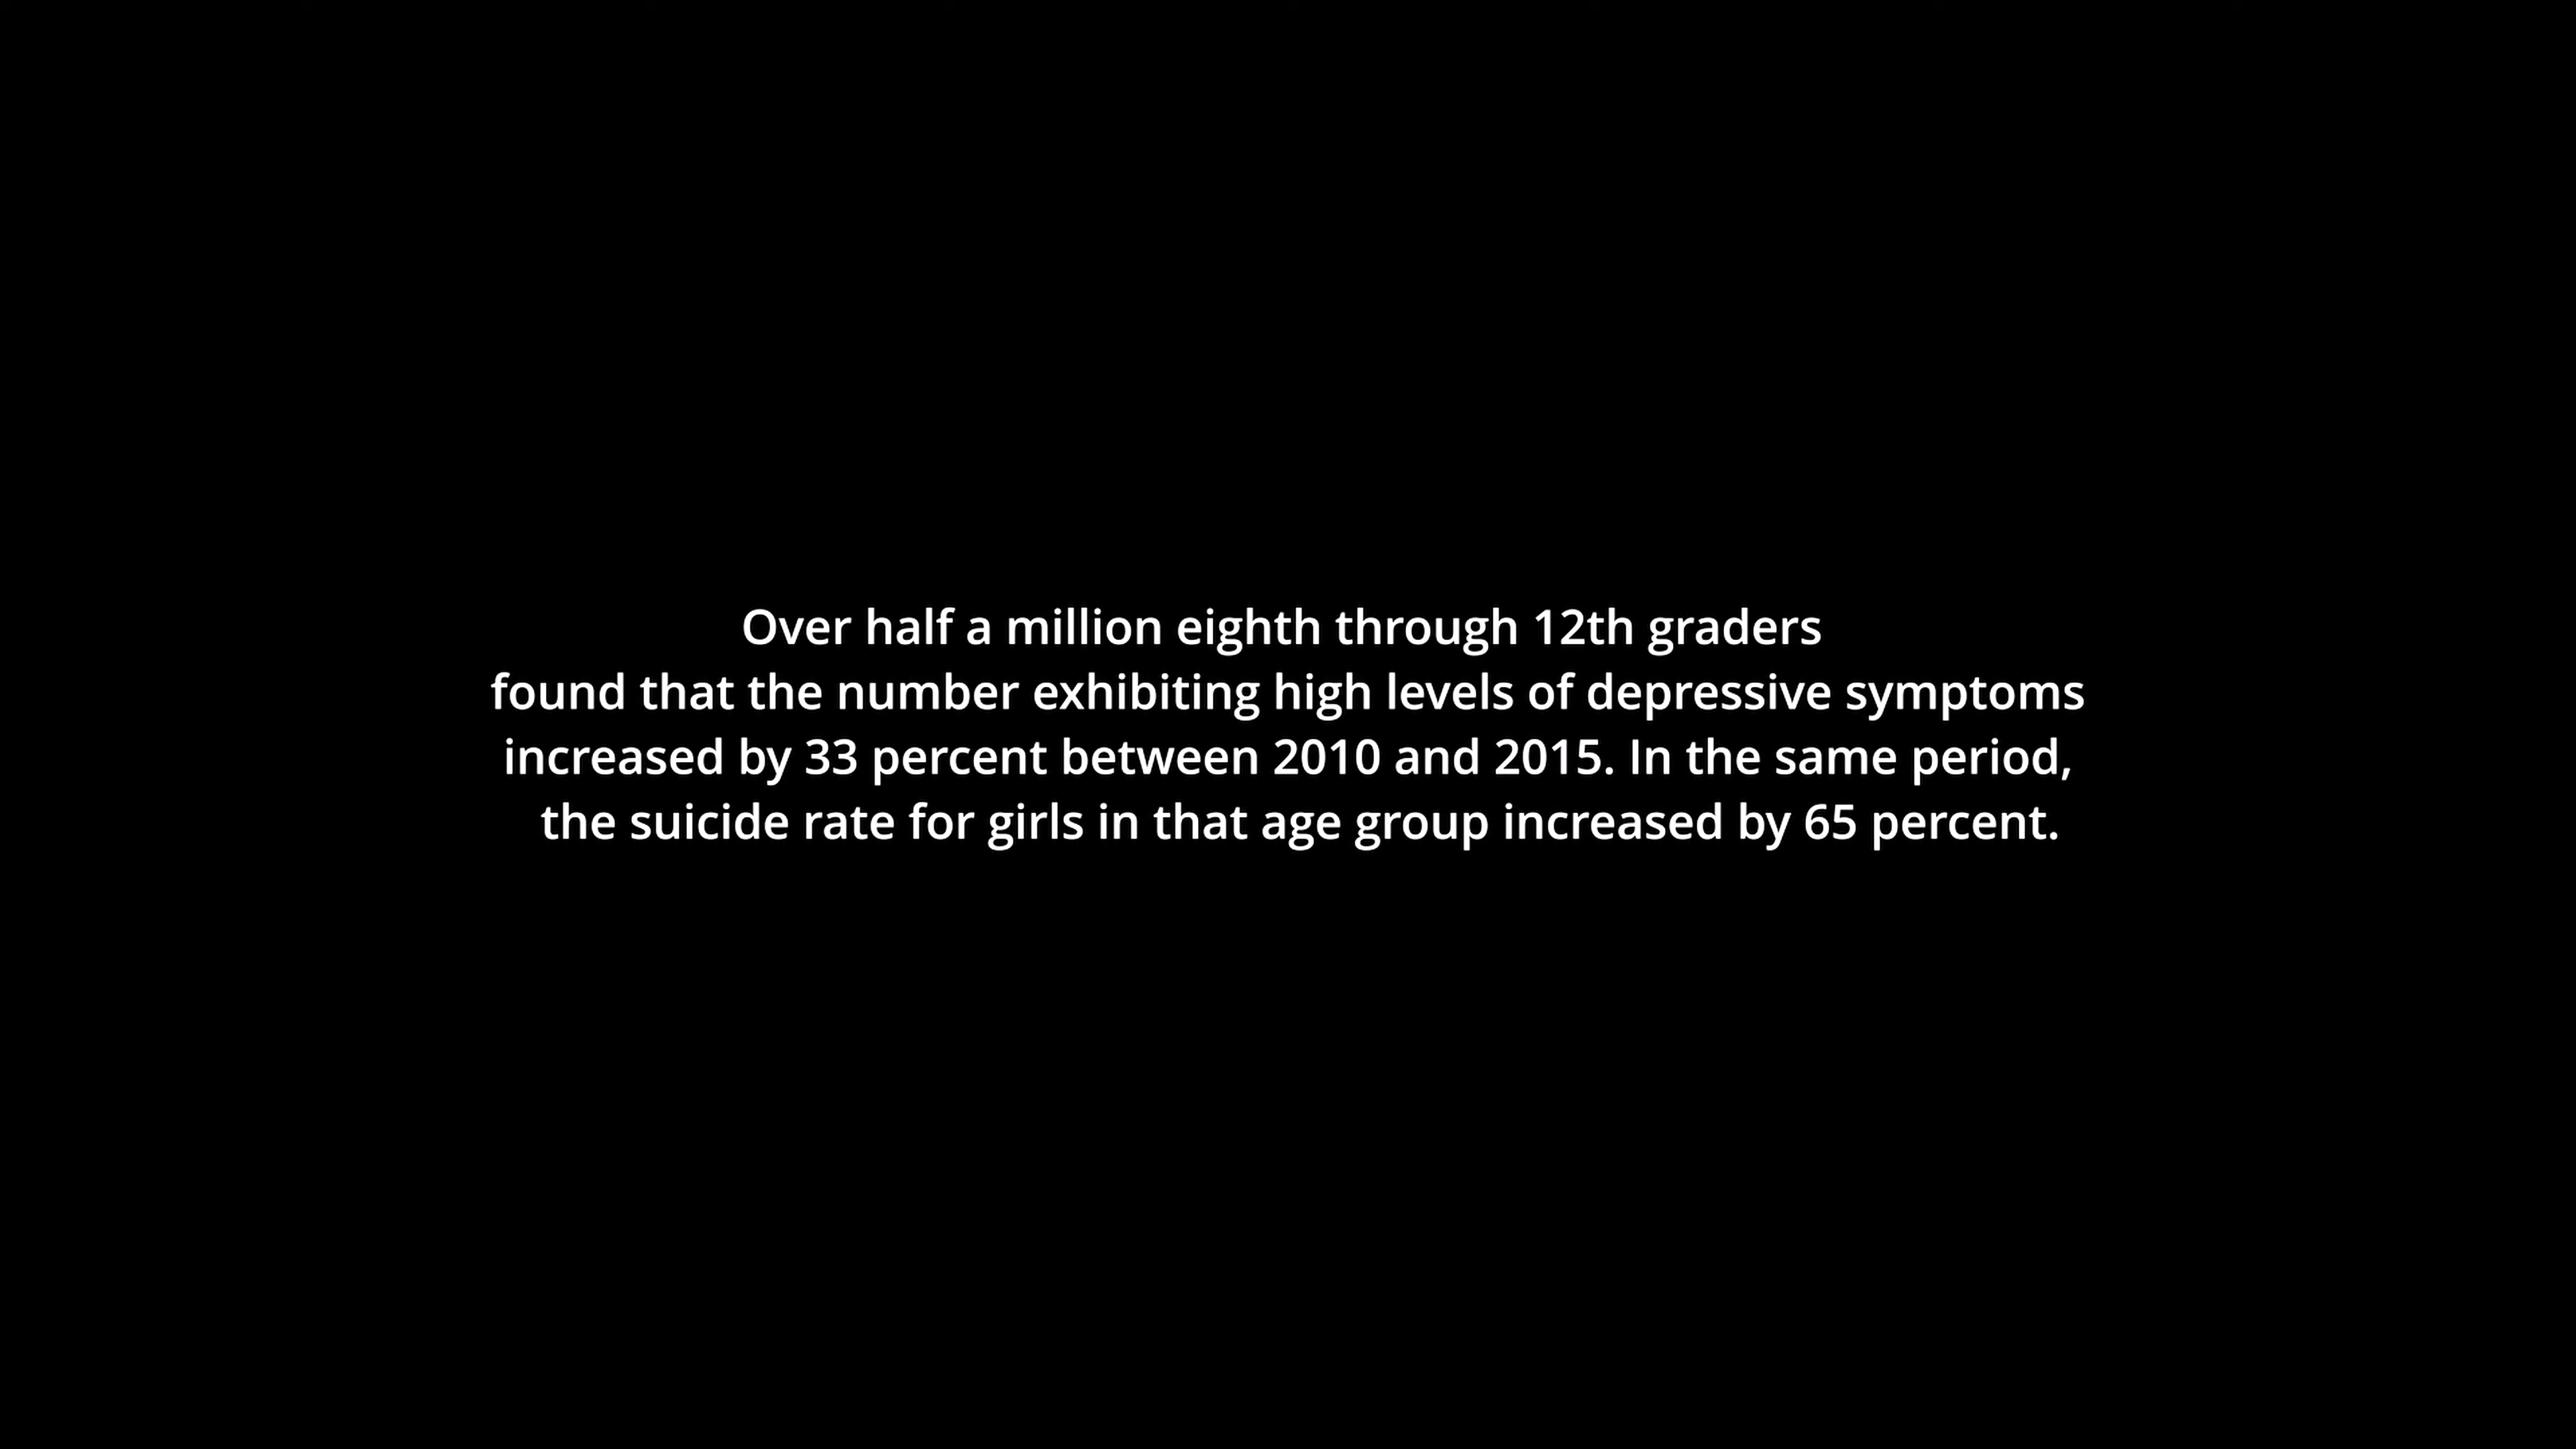 Over half a million eighth through 12th graders
found that the number exhibiting high levels of depressive symptoms
increased by 33 percent between 2010 and 2015. In the same period,
the suicide rate for girls in that age group increased by 65 percent.